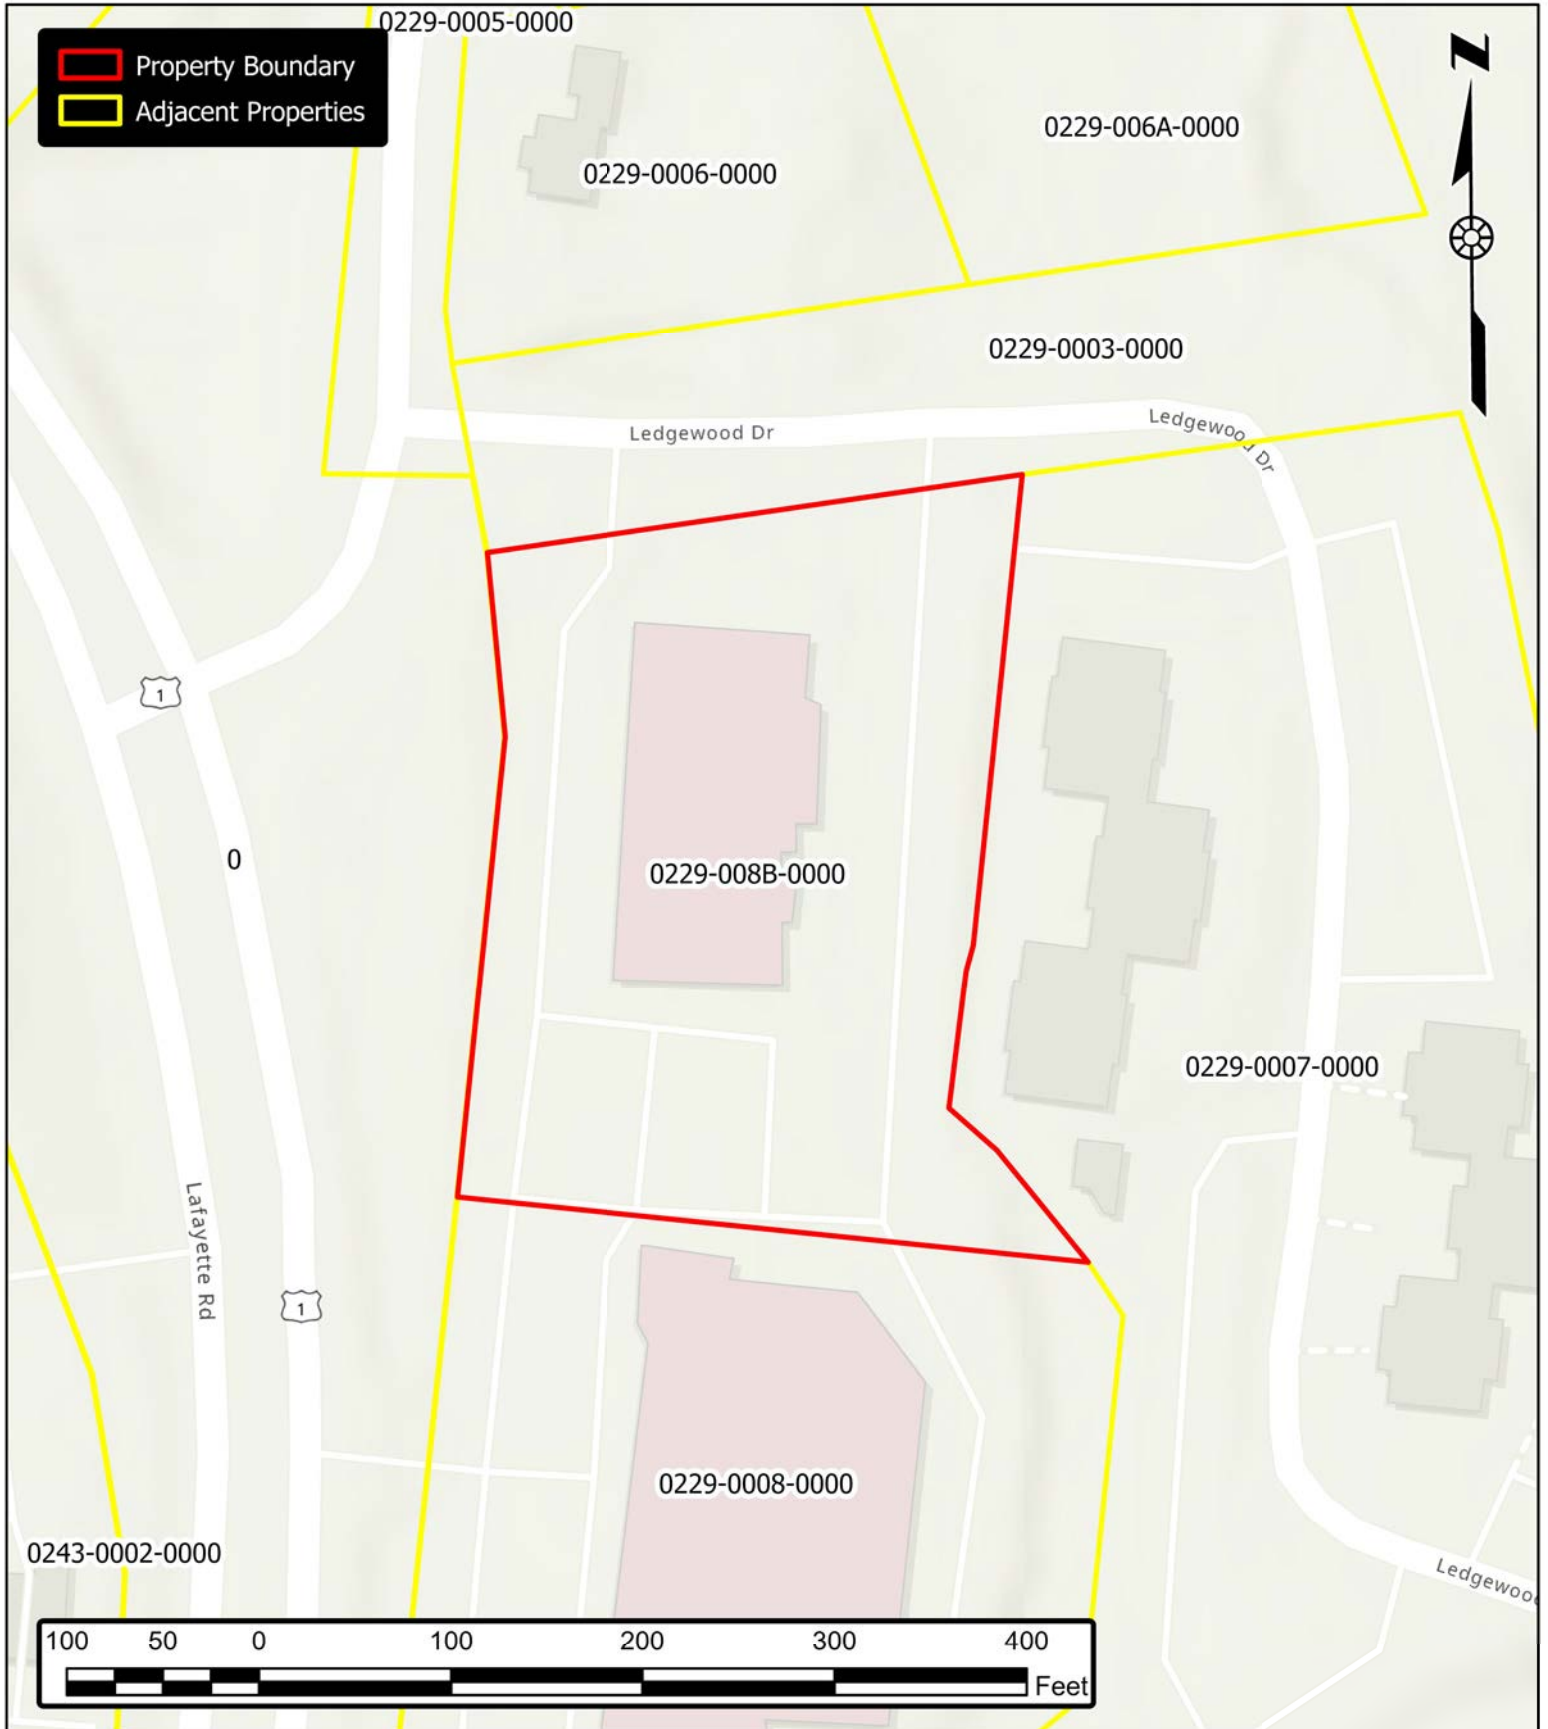 0229-0005-0000
Property Boundary
Adjacent Properties
N
0229-006A-0000
0229-0006-0000
0229-0003-0000
Ledgewood Dr
Ledgewood Dr
1
0
0229-008B-0000
0229-0007-0000
Lafayette Rd
1
0229-0008-0000
0243-0002-0000
Ledgewoo
100 50 0 100 200 300 400
Feet